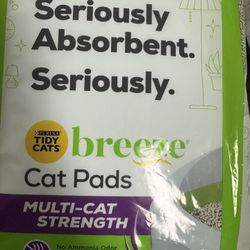 Seriously
Absorbent.
Seriously.
PURINA
TIDY
CATS
breeze
Cat Pads
MULTI-CAT
STRENGTH
No Ammonia Odor